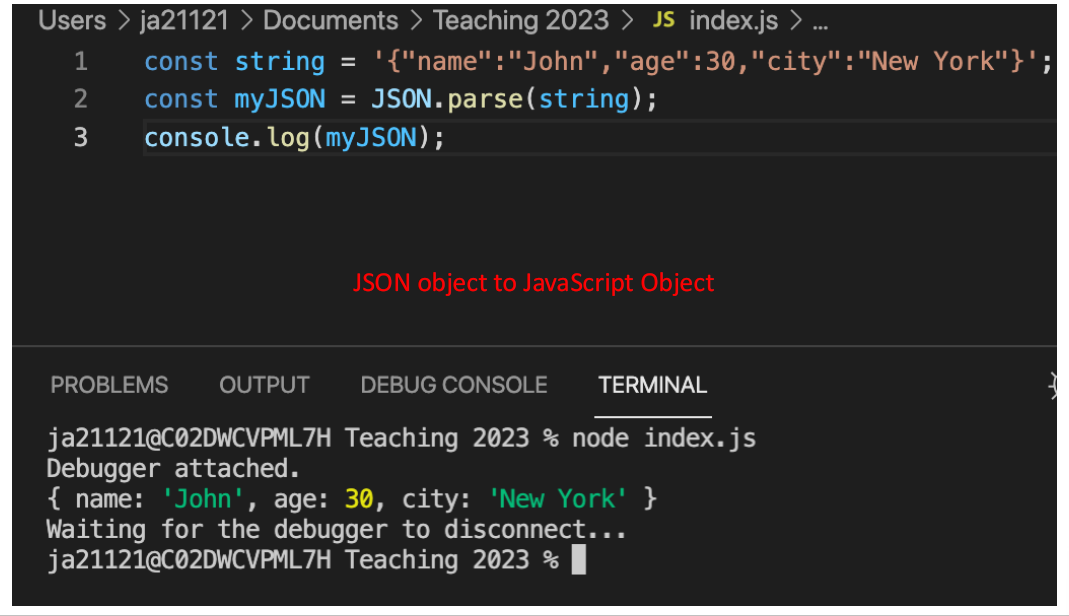 Users > ja21121 > Documents > Teaching 2023 > JS index.js > ...
1 const string = '{"name":"John","age":30,"city":"New York"}';
2 const myJSON = JSON.parse(string);
3 console.log(myJSON);
JSON object to JavaScript Object
PROBLEMS OUTPUT DEBUG CONSOLE TERMINAL
ja21121@C02DWCVPML7H Teaching 2023 % node index.js
Debugger attached.
{ name: 'John', age: 30, city: 'New York' }
Waiting for the debugger to disconnect...
ja21121@C02DWCVPML7H Teaching 2023 %